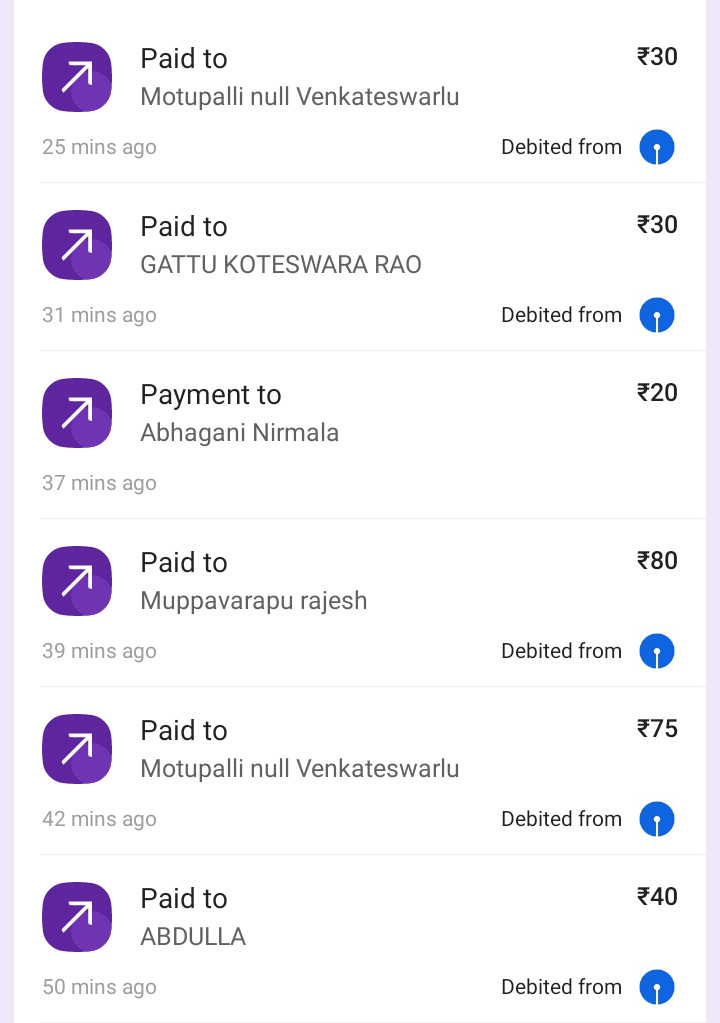 Paid to
₹30
Motupalli null Venkateswarlu
25 mins ago
Debited from
Paid to
₹30
GATTU KOTESWARA RAO
31 mins ago
Debited from
Payment to
₹20
Abhagani Nirmala
37 mins ago
Paid to
₹80
Muppavarapu rajesh
39 mins ago
Debited from
Paid to
₹75
Motupalli null Venkateswarlu
42 mins ago
Debited from
Paid to
₹40
ABDULLA
50 mins ago
Debited from